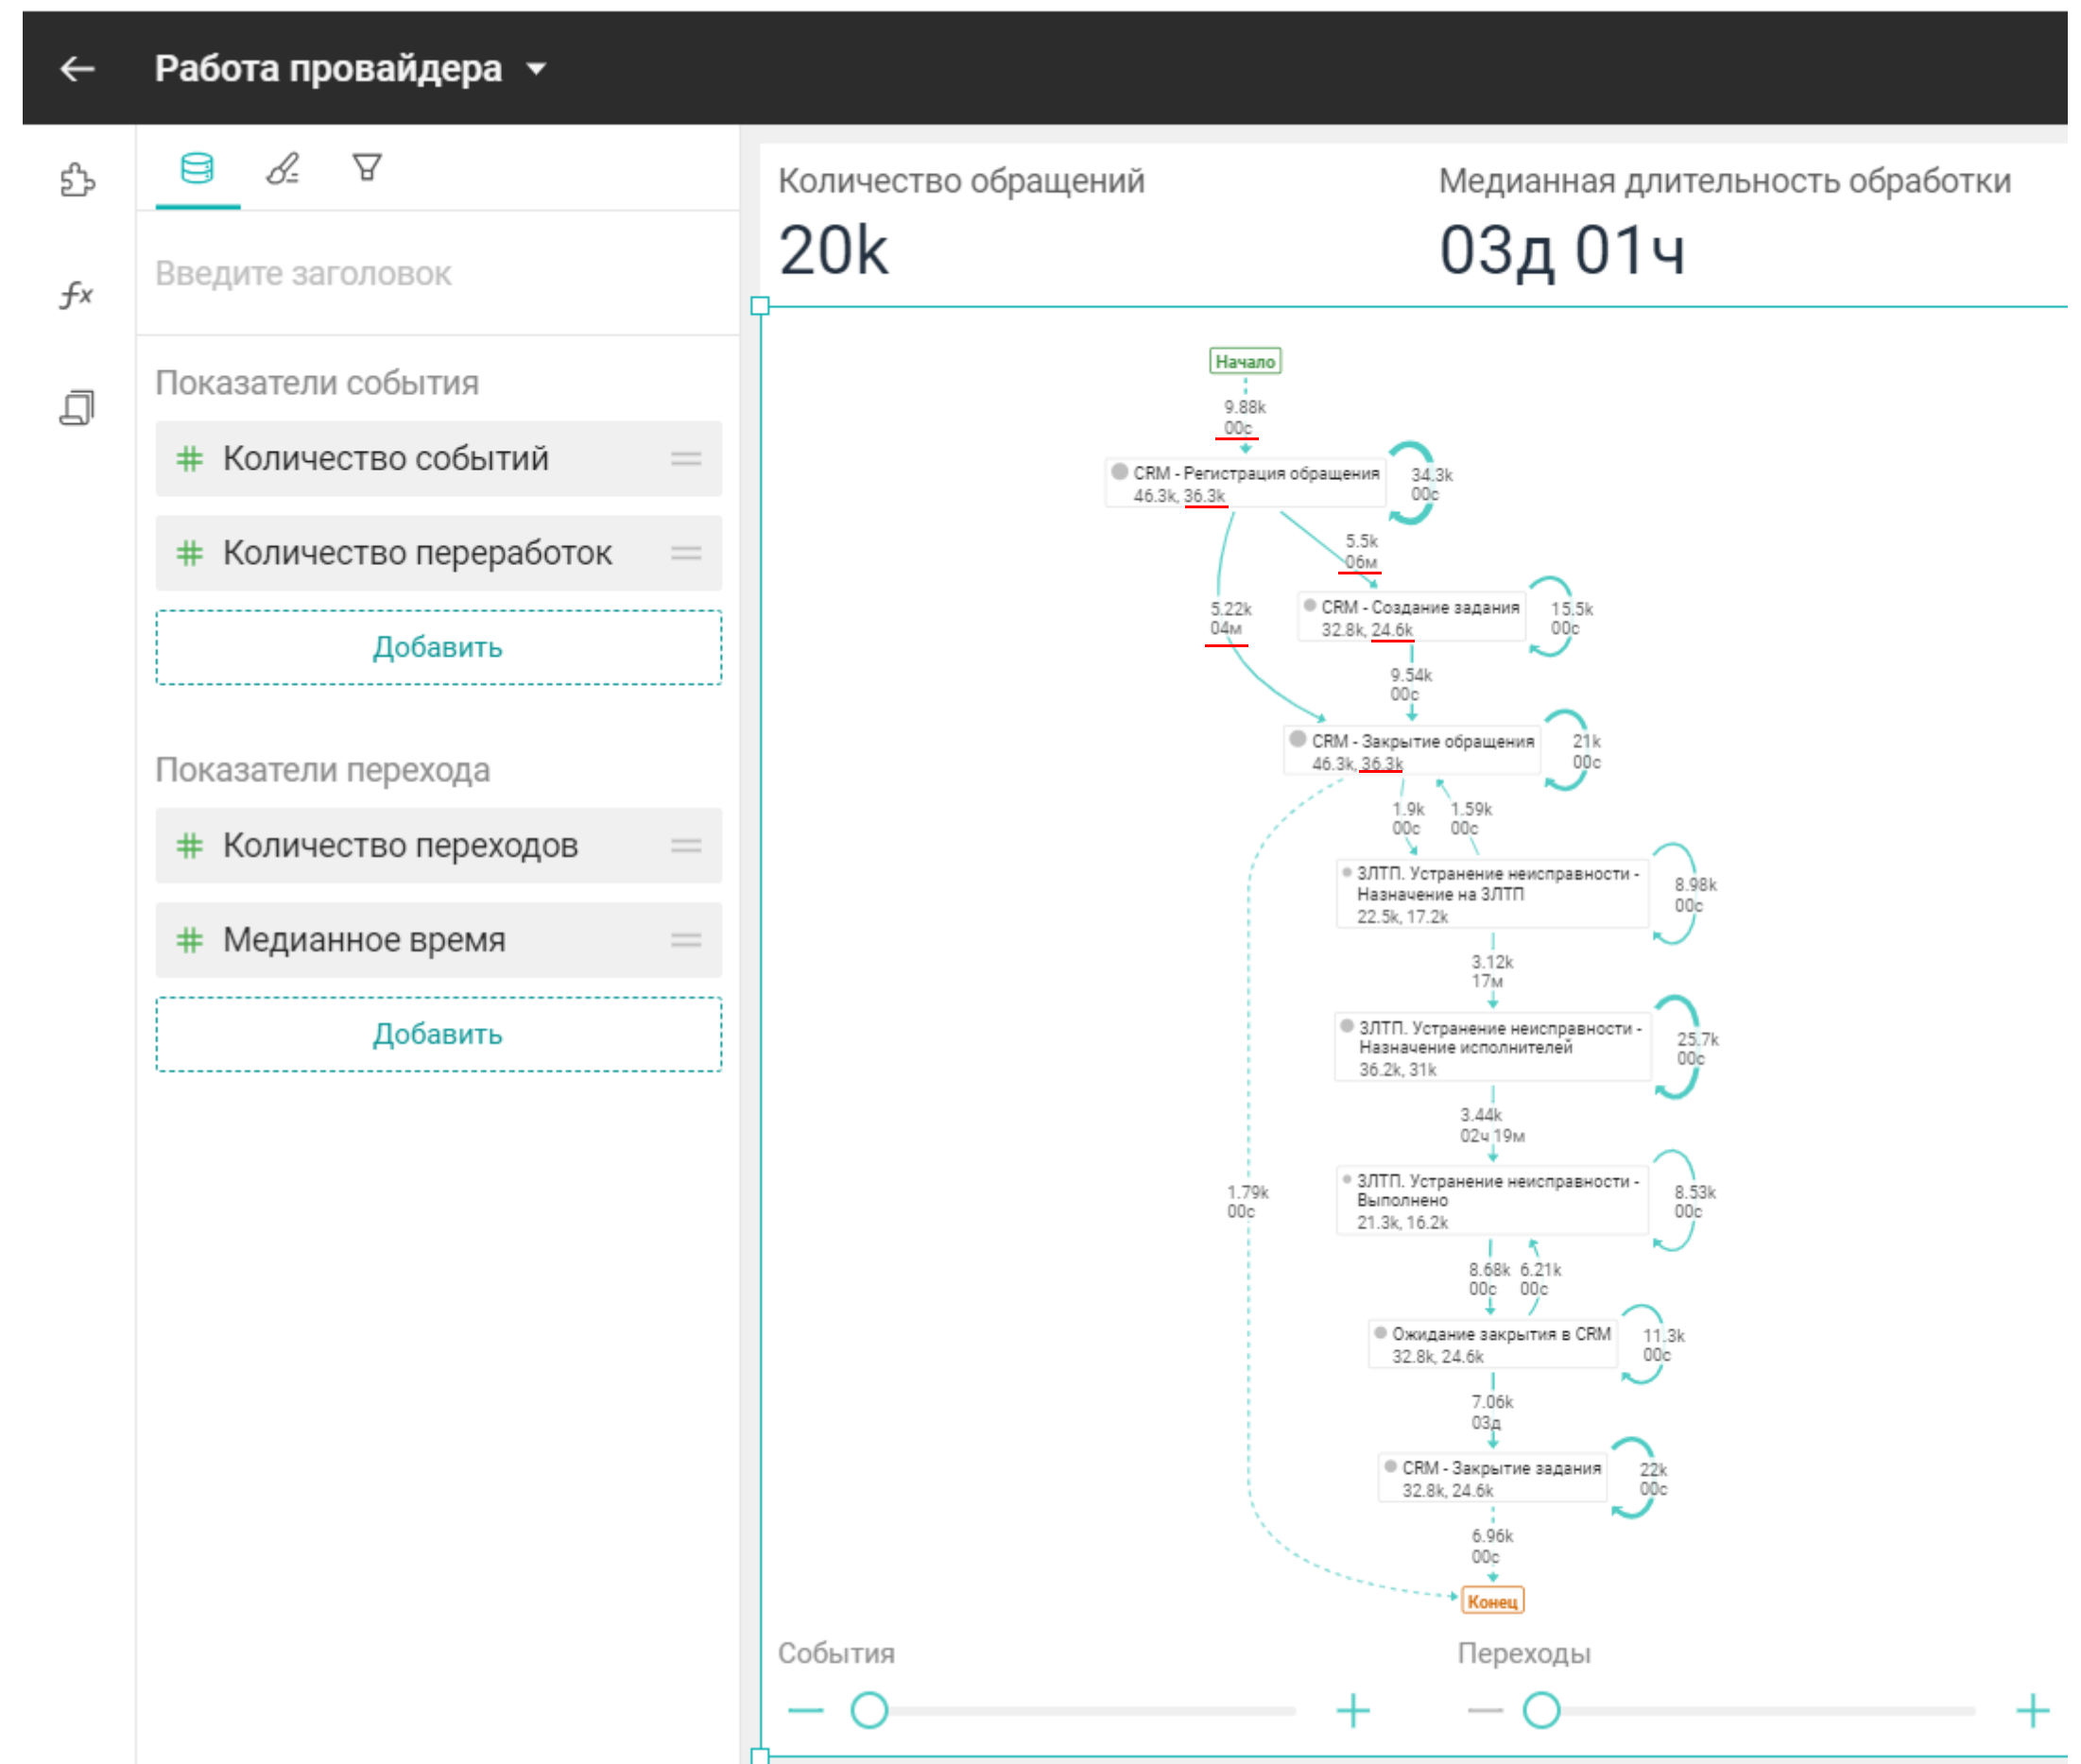 Работа провайдера
Введите заголовок
Показатели события
Количество событий
Количество переработок
Добавить
Показатели перехода
Количество переходов
Медианное время
Добавить
Количество обращений
20k
Медианная длительность обработки
03д 01ч
Начало
9.88k
00с
CRM - Регистрация обращения
46.3k, 36.3k
34.3k
00с
5.5k
06м
5.22k
04м
CRM - Создание задания
32.8k, 24.6k
15.5k
00с
9.54k
00с
CRM - Закрытие обращения
46.3k, 36.3k
21k
00с
1.9k
00с
1.59k
00с
ЗЛТП. Устранение неисправности -
Назначение на ЗЛТП
22.5k, 17.2k
8.98k
00с
3.12k
17м
ЗЛТП. Устранение неисправности -
Назначение исполнителей
36.2k, 31k
25.7k
00с
3.44k
02ч 19м
ЗЛТП. Устранение неисправности -
Выполнено
21.3k, 16.2k
8.53k
00с
1.79k
00с
8.68k
00с
6.21k
00с
Ожидание закрытия в CRM
32.8k, 24.6k
11.3k
00с
7.06k
03д
CRM - Закрытие задания
32.8k, 24.6k
22k
00с
6.96k
00с
Конец
События
Переходы